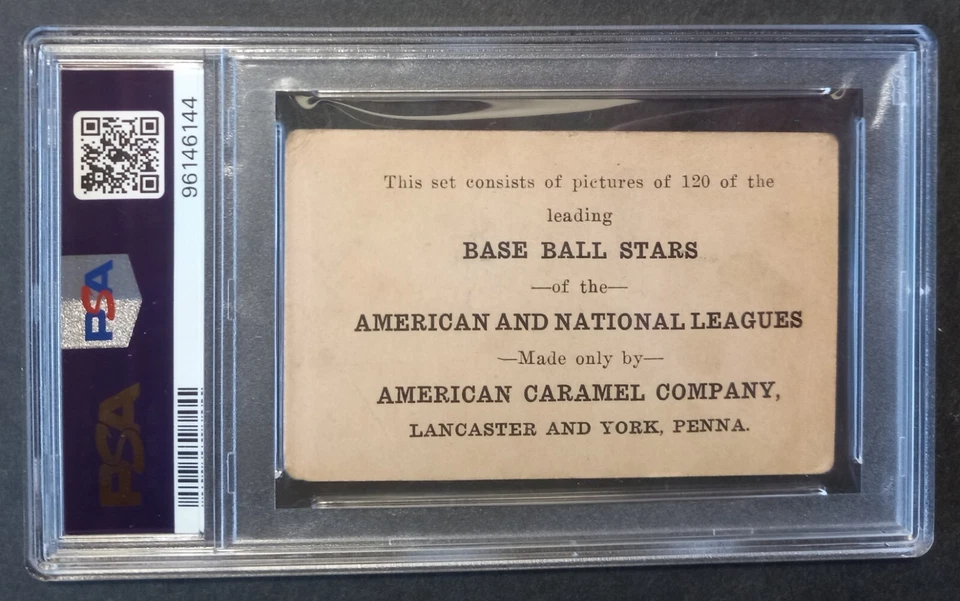 This set consists of pictures of 120 of the
leading
BASE BALL STARS
—of the—
AMERICAN AND NATIONAL LEAGUES
—Made only by—
AMERICAN CARAMEL COMPANY,
LANCASTER AND YORK, PENNA.
96146144
PSA
PSA